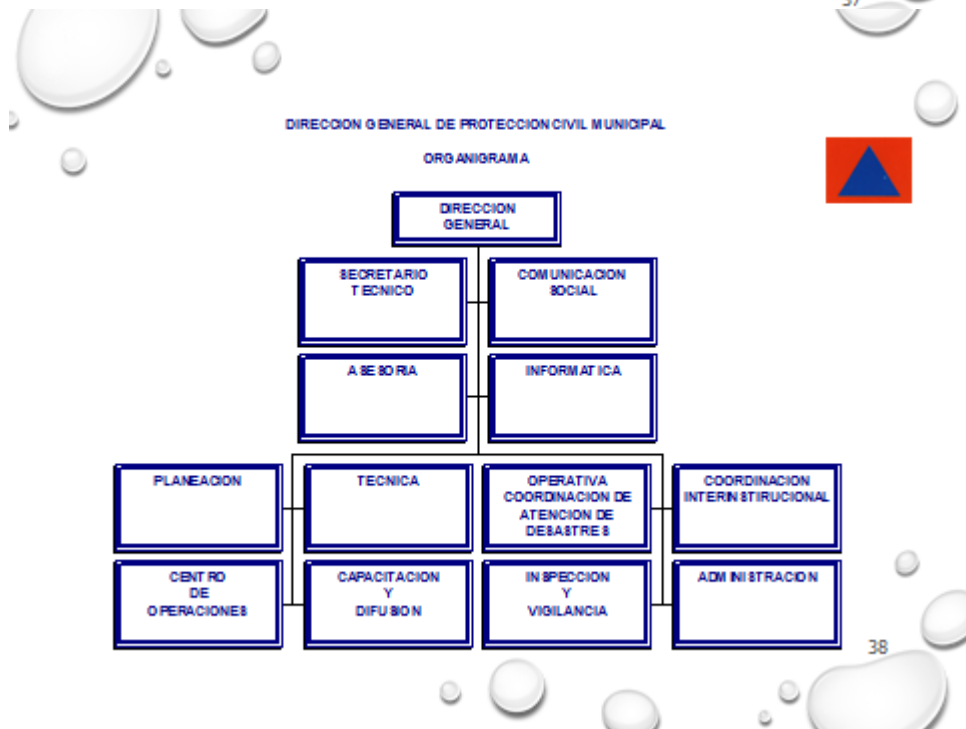 37
DIRECCION GENERAL DE PROTECCION CIVIL MUNICIPAL
ORGANIGRAMA
DIRECCION
GENERAL
SECRETARIO
TECNICO
COMUNICACION
SOCIAL
ASESORIA
INFORMATICA
PLANEACION
TECNICA
OPERATIVA
COORDINACION DE
ATENCION DE
DESASTRES
COORDINACION
INTERINSTIRUCIONAL
CENTRO
DE
OPERACIONES
CAPACITACION
Y
DIFUSION
INSPECCION
Y
VIGILANCIA
ADMINISTRACION
38